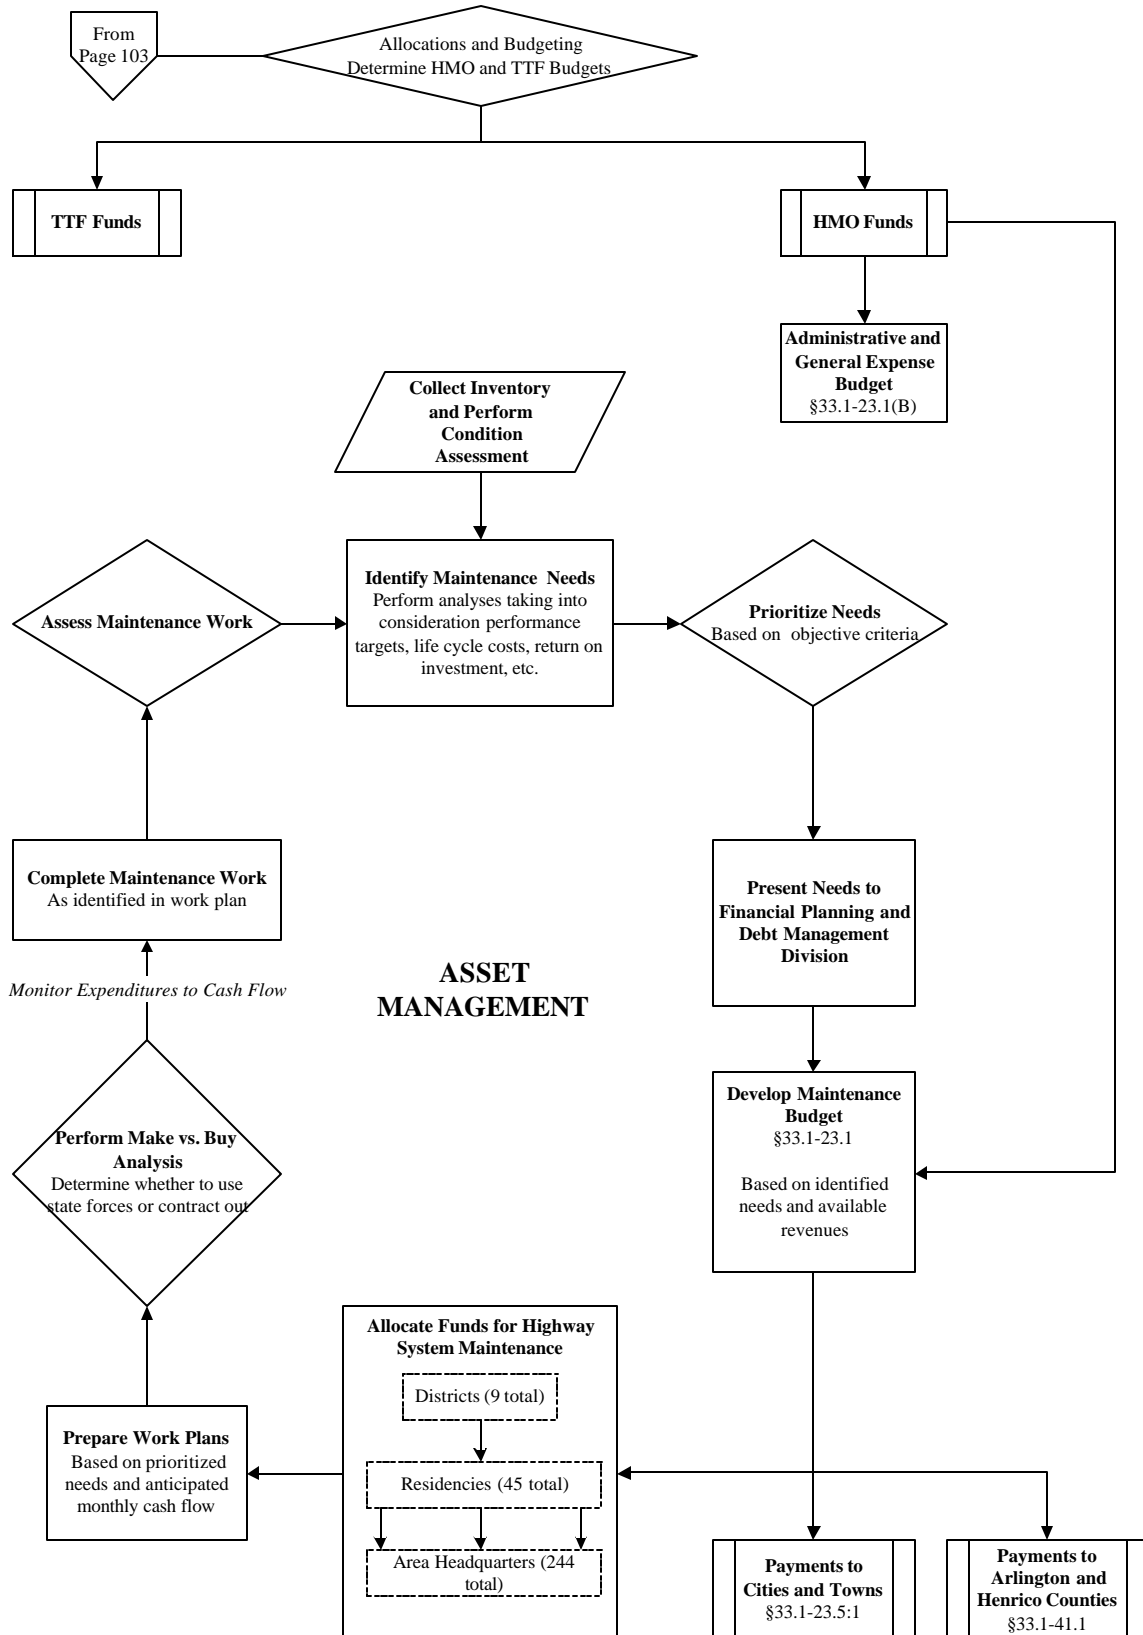 From
Page 103
Allocations and Budgeting
Determine HMO and TTF Budgets
TTF Funds
HMO Funds
Administrative and
General Expense
Budget
§33.1-23.1(B)
Collect Inventory
and Perform
Condition
Assessment
Assess Maintenance Work
Identify Maintenance Needs
Perform analyses taking into
consideration performance
targets, life cycle costs, return on
investment, etc.
Prioritize Needs
Based on objective criteria
Complete Maintenance Work
As identified in work plan
Present Needs to
Financial Planning and
Debt Management
Division
Monitor Expenditures to Cash Flow
ASSET
MANAGEMENT
Develop Maintenance
Budget
§33.1-23.1
Based on identified
needs and available
revenues
Perform Make vs. Buy
Analysis
Determine whether to use
state forces or contract out
Allocate Funds for Highway
System Maintenance
Districts (9 total)
Residencies (45 total)
Area Headquarters (244
total)
Prepare Work Plans
Based on prioritized
needs and anticipated
monthly cash flow
Payments to
Cities and Towns
§33.1-23.5:1
Payments to
Arlington and
Henrico Counties
§33.1-41.1